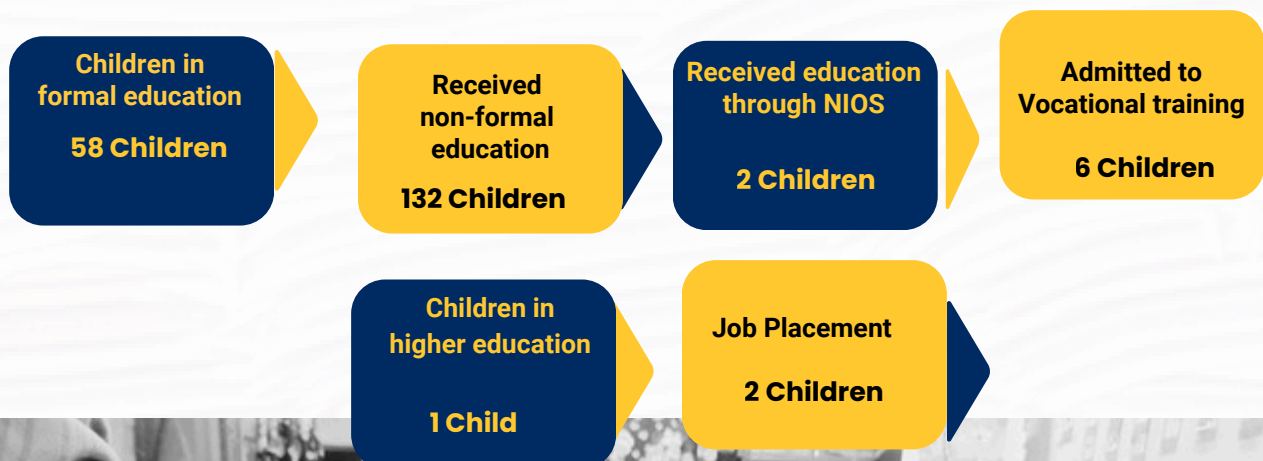 Children in
formal education
58 Children
Received
non-formal
education
132 Children
Received education
through NIOS
2 Children
Admitted to
Vocational training
6 Children
Children in
higher education
1 Child
Job Placement
2 Children